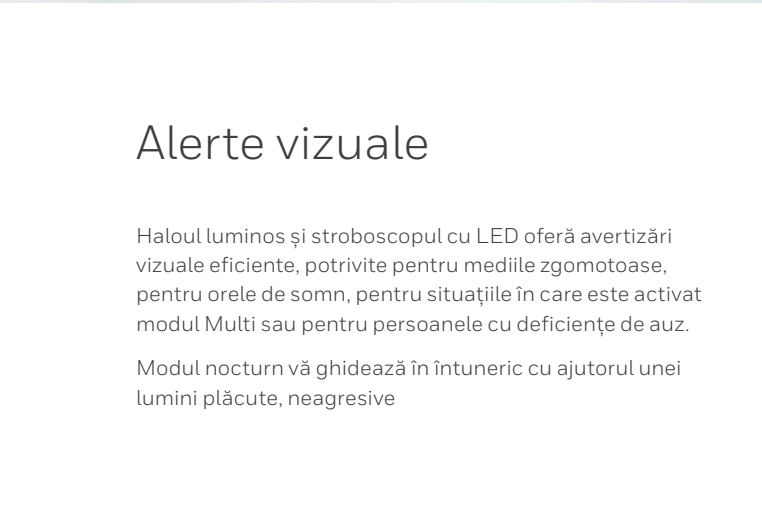 Alerte vizuale
Haloul luminos și stroboscopul cu LED oferă avertizări
vizuale eficiente, potrivite pentru mediile zgomotoase,
pentru orele de somn, pentru situațiile în care este activat
modul Multi sau pentru persoanele cu deficiențe de auz.
Modul nocturn vă ghidează în întuneric cu ajutorul unei
lumini plăcute, neagresive